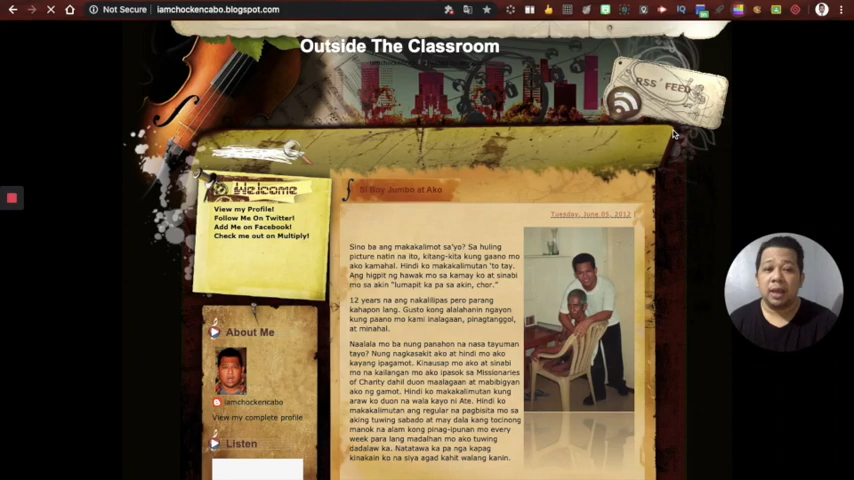 Not Secure | iamchockencabo.blogspot.com
Outside The Classroom
RSS FEED
Welcome
View my Profile!
Follow Me On Twitter!
Add Me on Facebook!
Check me out on Multiply!
Si Boy Jumbo at Ako
Tuesday, June 05, 2012
Sino ba ang makakalimot sa'yo? Sa huling
picture natin na ito, kitang-kita kung gaano mo
ako kamahal. Hindi ko makakalimutan 'to tay.
Ang higpit ng hawak mo sa kamay ko at sinabi
mo sa akin "lumapit ka pa sa akin, chor."
12 years na ang nakalilipas pero parang
kahapon lang. Gusto kong alalahanin ngayon
kung paano mo kami inalagaan, pinagtanggol,
at minahal.
Naalala mo ba nung panahon na nasa tayuman
tayo? Nung nagkasakit ako at hindi mo ako
kayang ipagamot. Kinausap mo ako at sinabi
mo na kailangan mo ako ipasok sa Missionaries
of Charity dahil duon maalagaan at mabibigyan
ako ng gamot. Hindi ko makakalimutan kung
araw ko duon na wala kayo ni Ate. Hindi ko
makakalimutan ang regular na pagbisita mo sa
aking tuwing sabado at may dala kang tocinong
manok na alam kong pinag-ipunan mo every
week para lang madalhan mo ako tuwing
dadalaw ka. Natatawa ka pa nga kapag
kinakain ko na siya agad kahit walang kanin.
About Me
iamchockencabo
View my complete profile
Listen